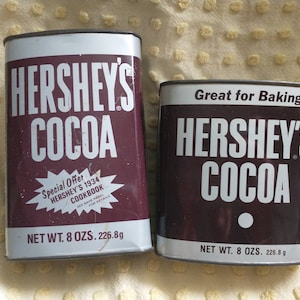 HERSHEY'S
COCOA
Special Offer
HERSHEY'S 1934
COOKBOOK
NET WT. 8 OZS. 226.8g
Great for Baking
HERSHEY'S
COCOA
NET WT. 8 OZS. 226.8 g